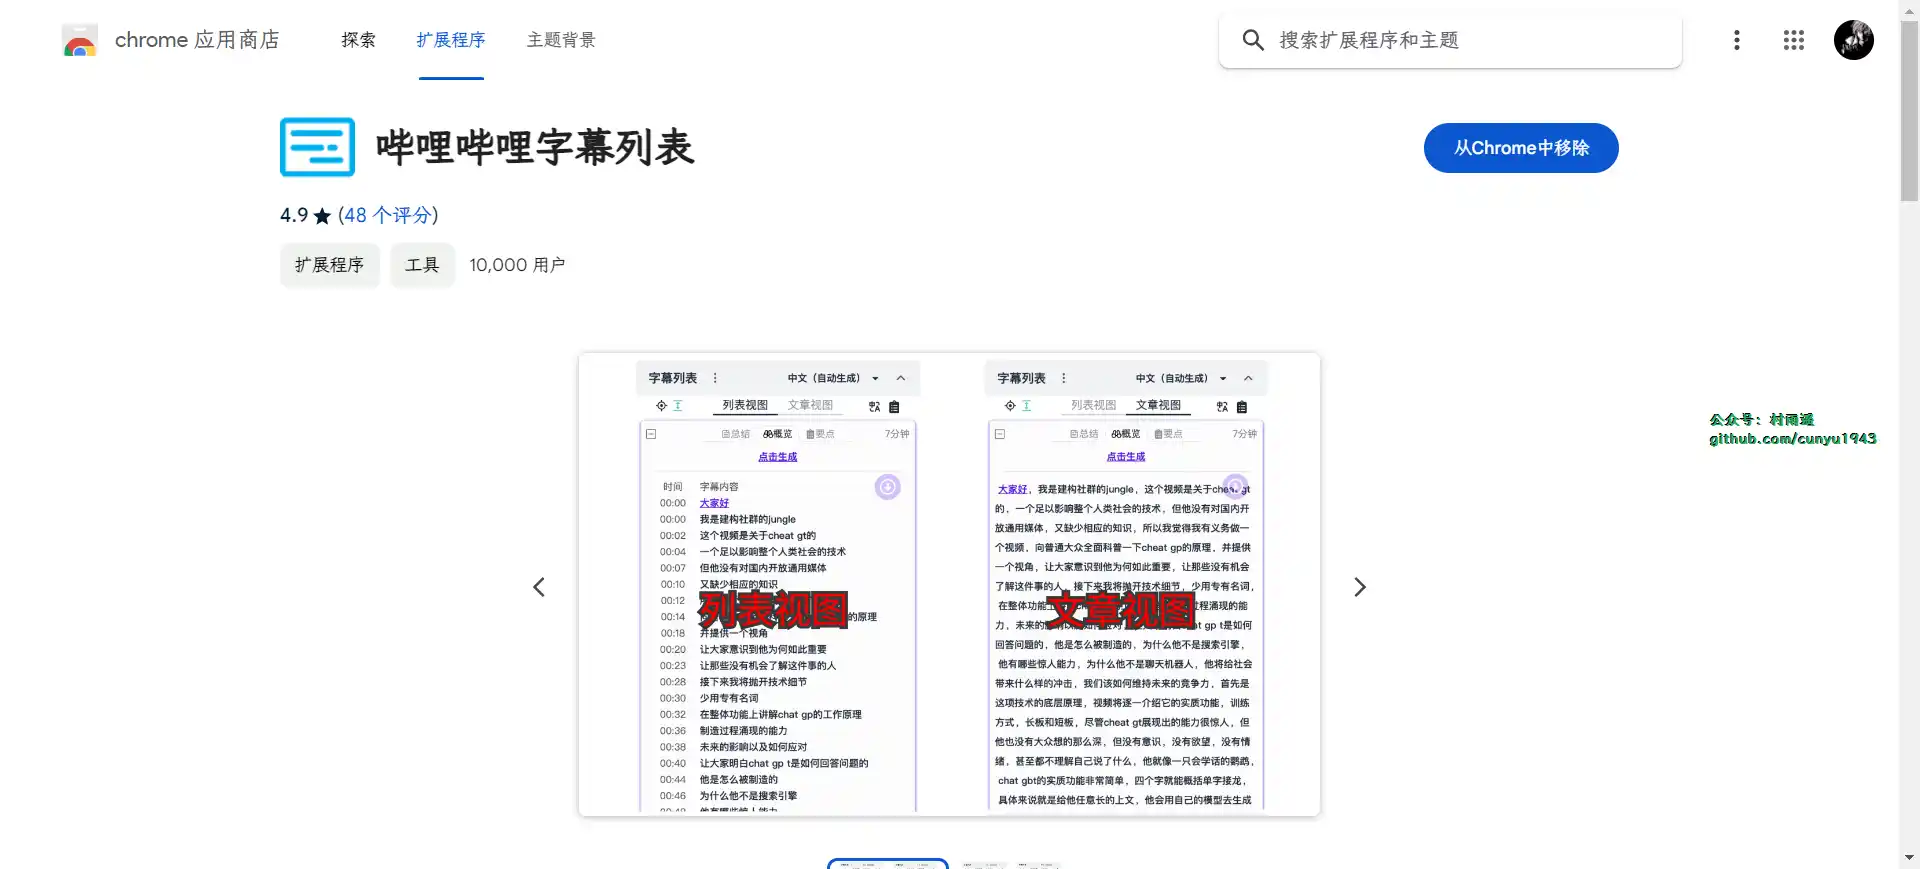 chrome 应用商店
探索
扩展程序
主题背景
搜索扩展程序和主题
哔哩哔哩字幕列表
从Chrome中移除
4.9 ★ (48 个评分)
扩展程序
工具
10,000 用户
字幕列表
中文（自动生成）
列表视图
文章视图
总结
概览
要点
7分钟
点击生成
时间 字幕内容
00:00 大家好
00:00 我是建构社群的jungle
00:02 这个视频是关于cheat gt的
00:04 一个足以影响整个人类社会的技术
00:07 但他没有对国内开放通用媒体
00:10 又缺少相应的知识
00:12
00:14 的原理
列表视图
00:18 并提供一个视角
00:20 让大家意识到他为何如此重要
00:23 让那些没有机会了解这件事的人
00:28 接下来我将抛开技术细节
00:30 少用专有名词
00:32 在整体功能上讲解chat gp的工作原理
00:36 制造过程涌现的能力
00:38 未来的影响以及如何应对
00:40 让大家明白chat gp t是如何回答问题的
00:44 他是怎么被制造的
00:46 为什么他不是搜索引擎
00:48 他有哪些惊人能力
字幕列表
中文（自动生成）
列表视图
文章视图
总结
概览
要点
7分钟
点击生成
大家好，我是建构社群的jungle，这个视频是关于cheat gt
的，一个足以影响整个人类社会的技术，但他没有对国内开
放通用媒体，又缺少相应的知识，所以我觉得我有义务做一
个视频，向普通大众全面科普一下cheat gp的原理，并提供
一个视角，让大家意识到他为何如此重要，让那些没有机会
了解这件事的人，接下来我将抛开技术细节，少用专有名词，
在整体功能上 过程涌现的能
文章视图
力，未来的 t gp t是如何
回答问题的，他是怎么被制造的，为什么他不是搜索引擎，
他有哪些惊人能力，为什么他不是聊天机器人，他将给社会
带来什么样的冲击，我们该如何维持未来的竞争力，首先是
这项技术的底层原理，视频将逐一介绍它的实质功能，训练
方式，长板和短板，尽管cheat gt展现出的能力很惊人，但
他也没有大众想的那么深，但没有意识，没有欲望，没有情
绪，甚至都不理解自己说了什么，他就像一只会学话的鹦鹉，
chat gbt的实质功能非常简单，四个字就能概括单字接龙，
具体来说就是给他任意长的上文，他会用自己的模型去生成
公众号：村雨遥
github.com/cunyu1943